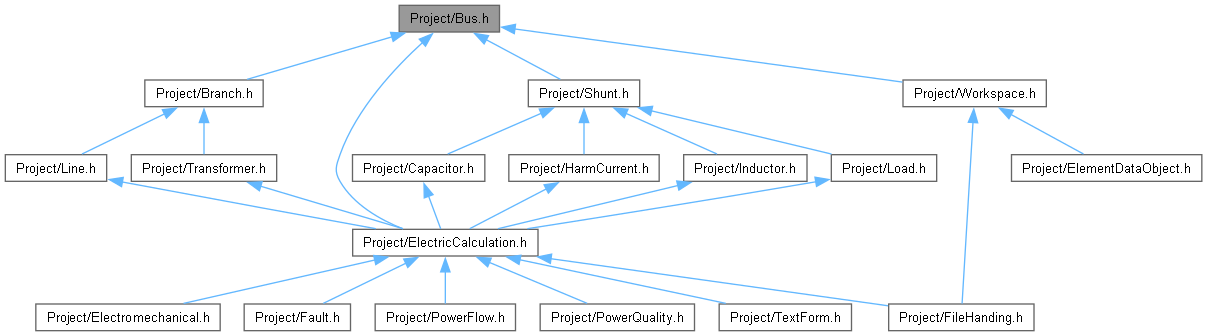 Project/Bus.h
Project/Branch.h
Project/Shunt.h
Project/Workspace.h
Project/Line.h
Project/Transformer.h
Project/Capacitor.h
Project/HarmCurrent.h
Project/Inductor.h
Project/Load.h
Project/ElementDataObject.h
Project/ElectricCalculation.h
Project/Electromechanical.h
Project/Fault.h
Project/PowerFlow.h
Project/PowerQuality.h
Project/TextForm.h
Project/FileHanding.h